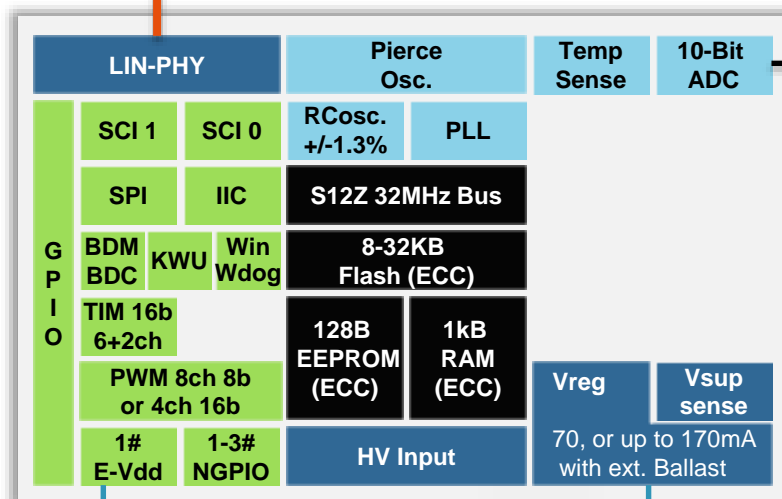 LIN-PHY
Pierce
Osc.
Temp
Sense
10-Bit
ADC
G
P
I
O
SCI 1
SCI 0
RCosc.
+/-1.3%
PLL
SPI
IIC
S12Z 32MHz Bus
BDM
BDC
KWU
Win
Wdog
8-32KB
Flash (ECC)
TIM 16b
6+2ch
128B
EEPROM
(ECC)
1kB
RAM
(ECC)
PWM 8ch 8b
or 4ch 16b
Vreg
Vsup
sense
1#
E-Vdd
1-3#
NGPIO
HV Input
70, or up to 170mA
with ext. Ballast